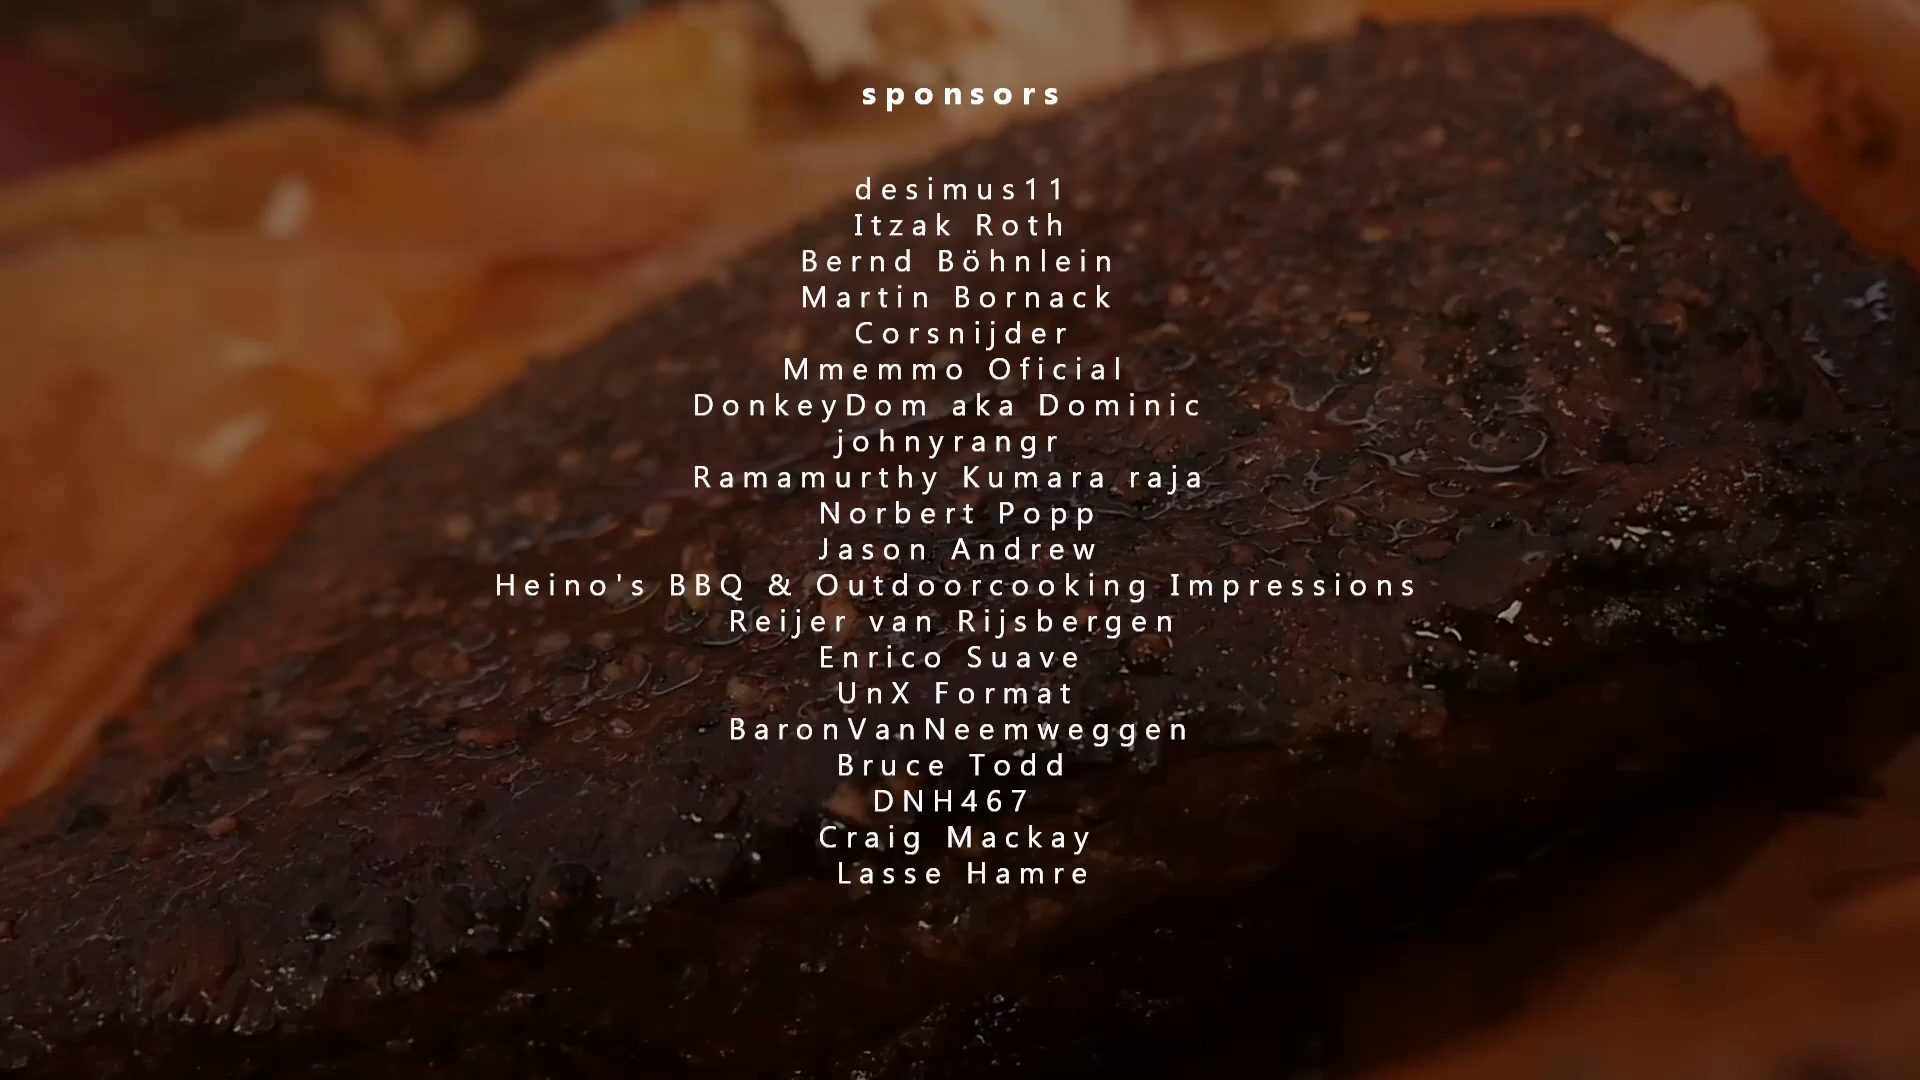 sponsors
desimus11
Itzak Roth
Bernd Böhnlein
Martin Bornack
Corsnijder
Mmemmo Oficial
DonkeyDom aka Dominic
johnyrangr
Ramamurthy Kumara raja
Norbert Popp
Jason Andrew
Heino's BBQ & Outdoorcooking Impressions
Reijer van Rijsbergen
Enrico Suave
UnX Format
BaronVanNeemweggen
Bruce Todd
DNH467
Craig Mackay
Lasse Hamre